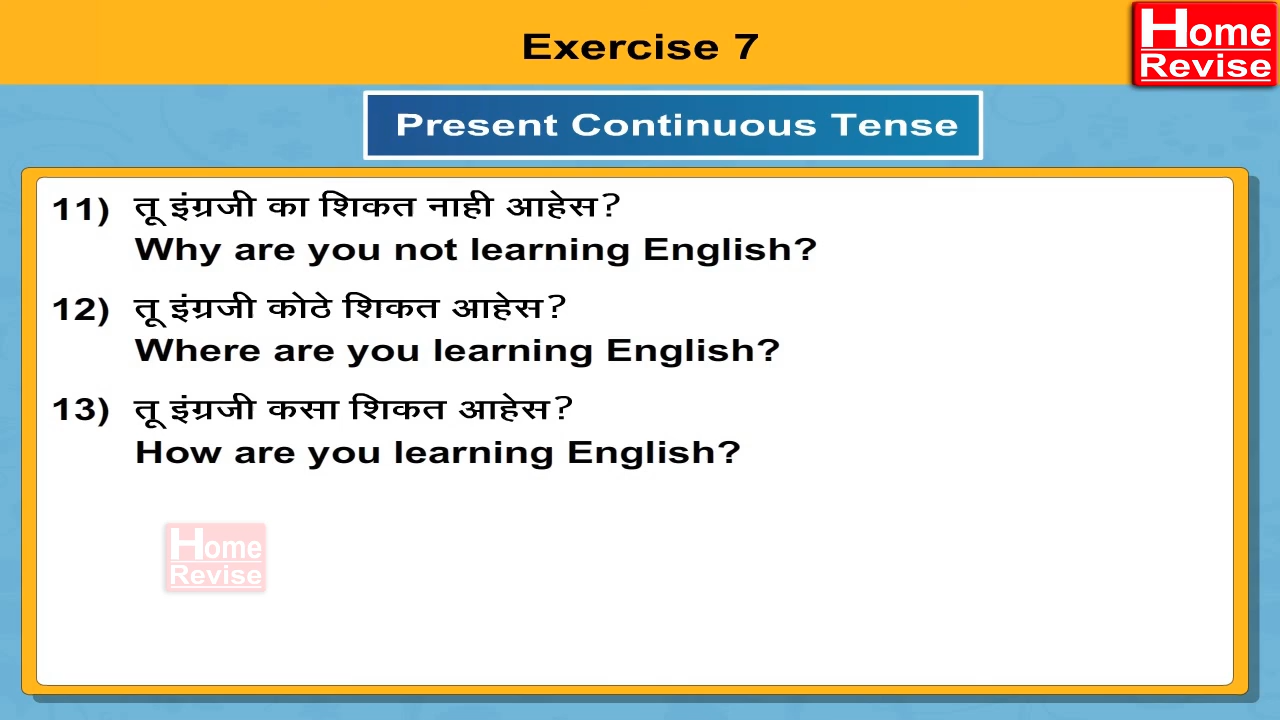 Exercise 7
Home
Revise
Present Continuous Tense
11) तू इंग्रजी का शिकत नाही आहेस?
Why are you not learning English?
12) तू इंग्रजी कोठे शिकत आहेस?
Where are you learning English?
13) तू इंग्रजी कसा शिकत आहेस?
How are you learning English?
Home
Revise